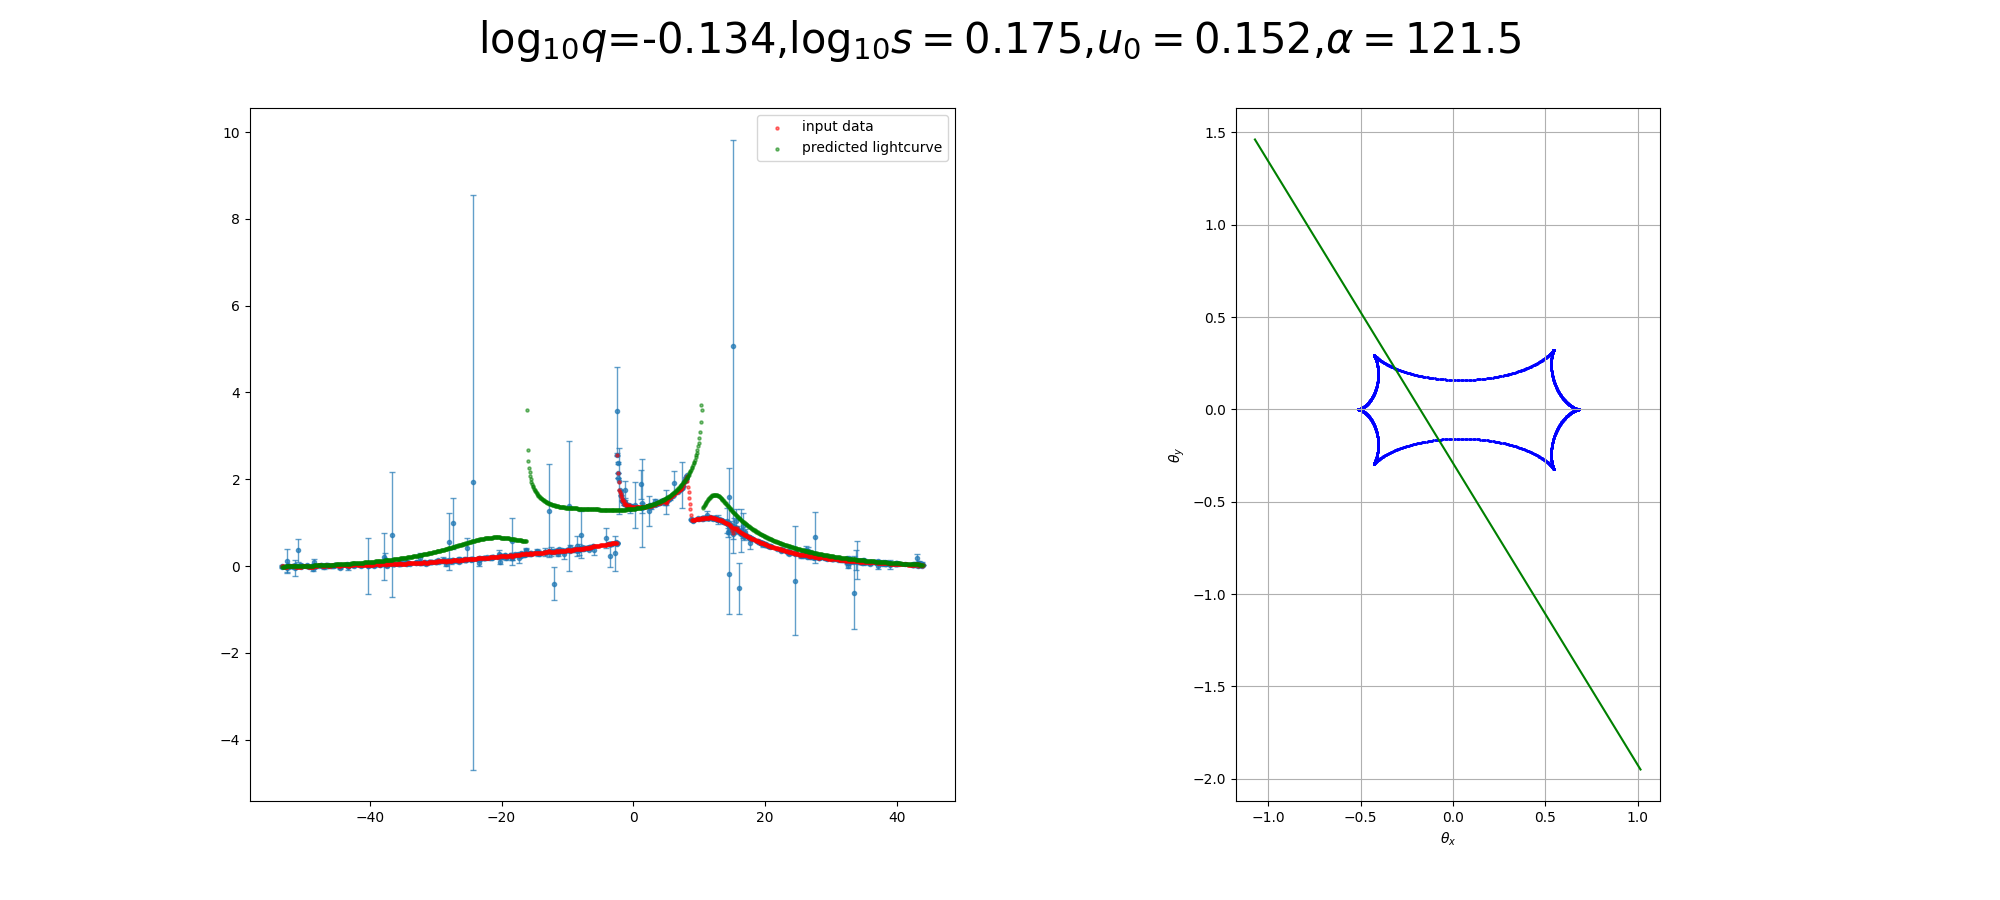 log₁₀q=-0.134,log₁₀s = 0.175,u₀ = 0.152,α = 121.5
input data
predicted lightcurve
10
8
6
4
2
0
−2
−4
−40 −20 0 20 40
1.5
1.0
0.5
0.0
−0.5
−1.0
−1.5
−2.0
θy
−1.0 −0.5 0.0 0.5 1.0
θx